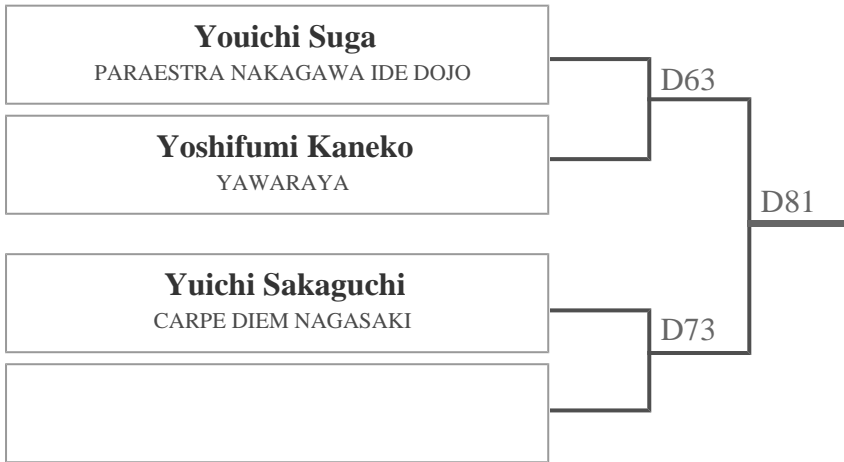 Youichi Suga
PARAESTRA NAKAGAWA IDE DOJO
D63
Yoshifumi Kaneko
YAWARAYA
D81
Yuichi Sakaguchi
CARPE DIEM NAGASAKI
D73